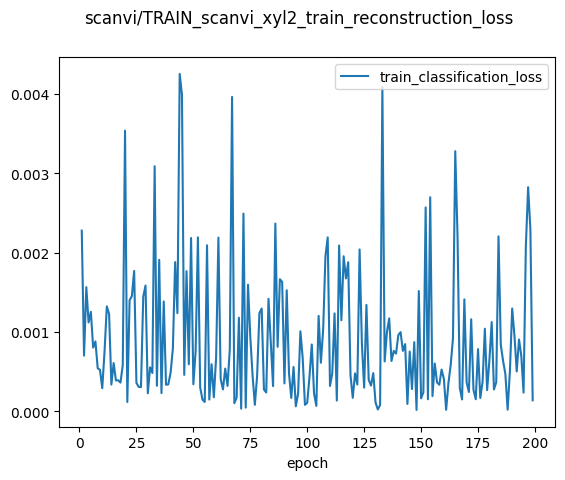 scanvi/TRAIN_scanvi_xyl2_train_reconstruction_loss
train_classification_loss
0.004
0.003
0.002
0.001
0.000
0 25 50 75 100 125 150 175 200
epoch